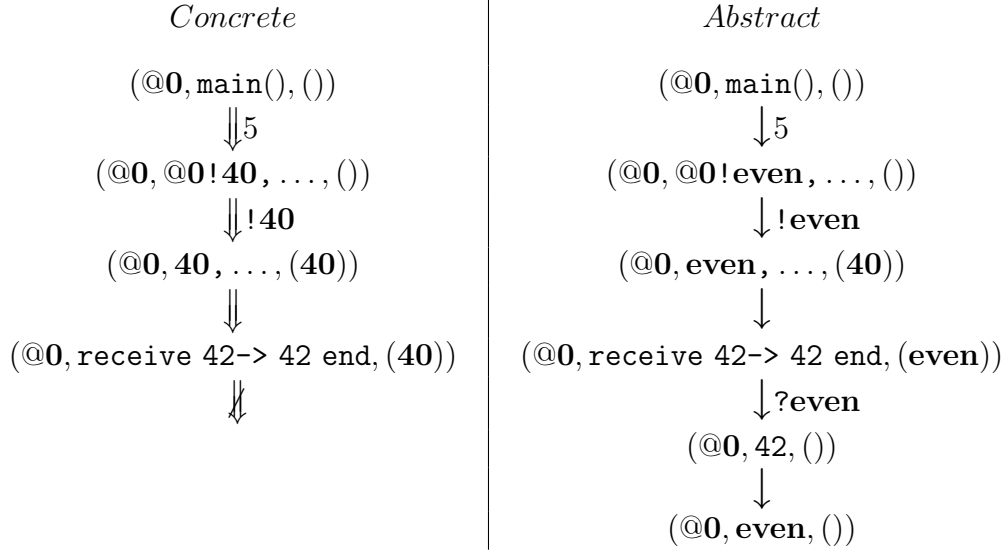 Concrete
(@0, main(), ())
5
(@0, @0!40, …, ())
!40
(@0, 40, …, (40))
(@0, receive 42-> 42 end, (40))
Abstract
(@0, main(), ())
5
(@0, @0!even, …, ())
!even
(@0, even, …, (40))
(@0, receive 42-> 42 end, (even))
?even
(@0, 42, ())
(@0, even, ())